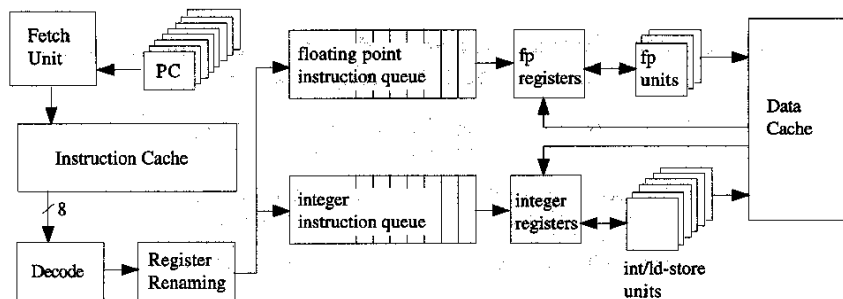 Fetch
Unit
PC
Instruction Cache
8
Decode
Register
Renaming
floating point
instruction queue
integer
instruction queue
fp
registers
fp
units
integer
registers
int/ld-store
units
Data
Cache